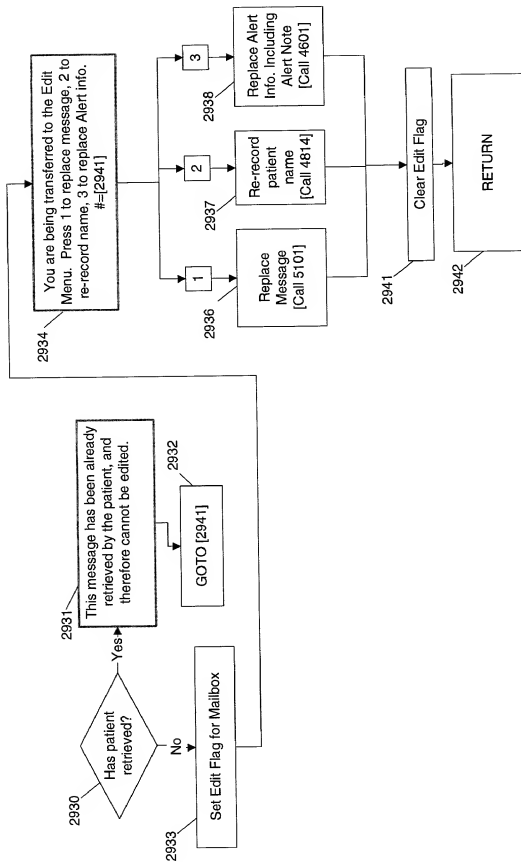 2930
Has patient
retrieved?
Yes
No
2931
This message has been already
retrieved by the patient, and
therefore cannot be edited.
2932
GOTO [2941]
2933
Set Edit Flag for Mailbox
2934
You are being transferred to the Edit
Menu. Press 1 to replace message, 2 to
re-record name, 3 to replace Alert info.
#=[2941]
1
2
3
2936
Replace
Message
[Call 5101]
2937
Re-record
patient
name
[Call 4814]
2938
Replace Alert
Info. Including
Alert Note
[Call 4601]
2941
Clear Edit Flag
2942
RETURN